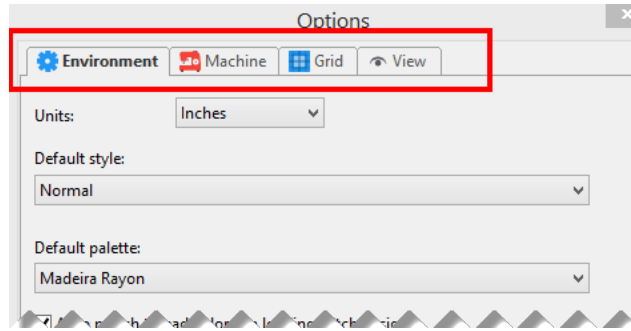 Options
Environment Machine Grid View
Units: Inches
Default style:
Normal
Default palette:
Madeira Rayon